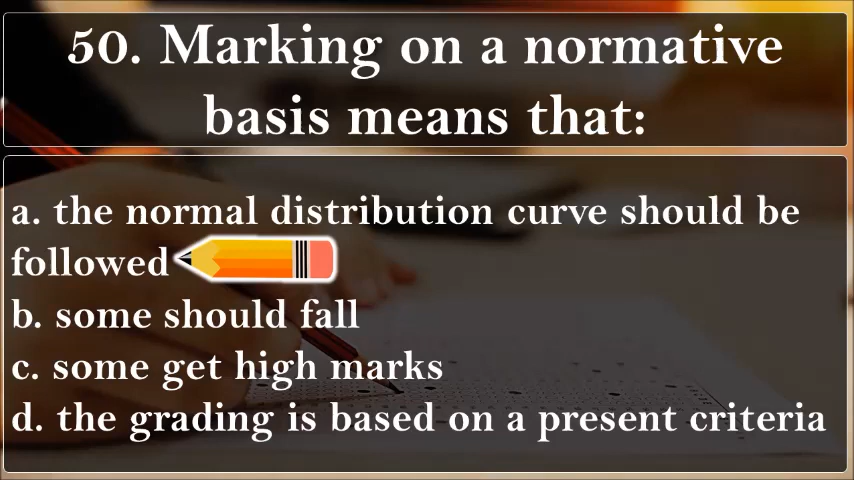 50. Marking on a normative
basis means that:
a. the normal distribution curve should be
followed
b. some should fall
c. some get high marks
d. the grading is based on a present criteria